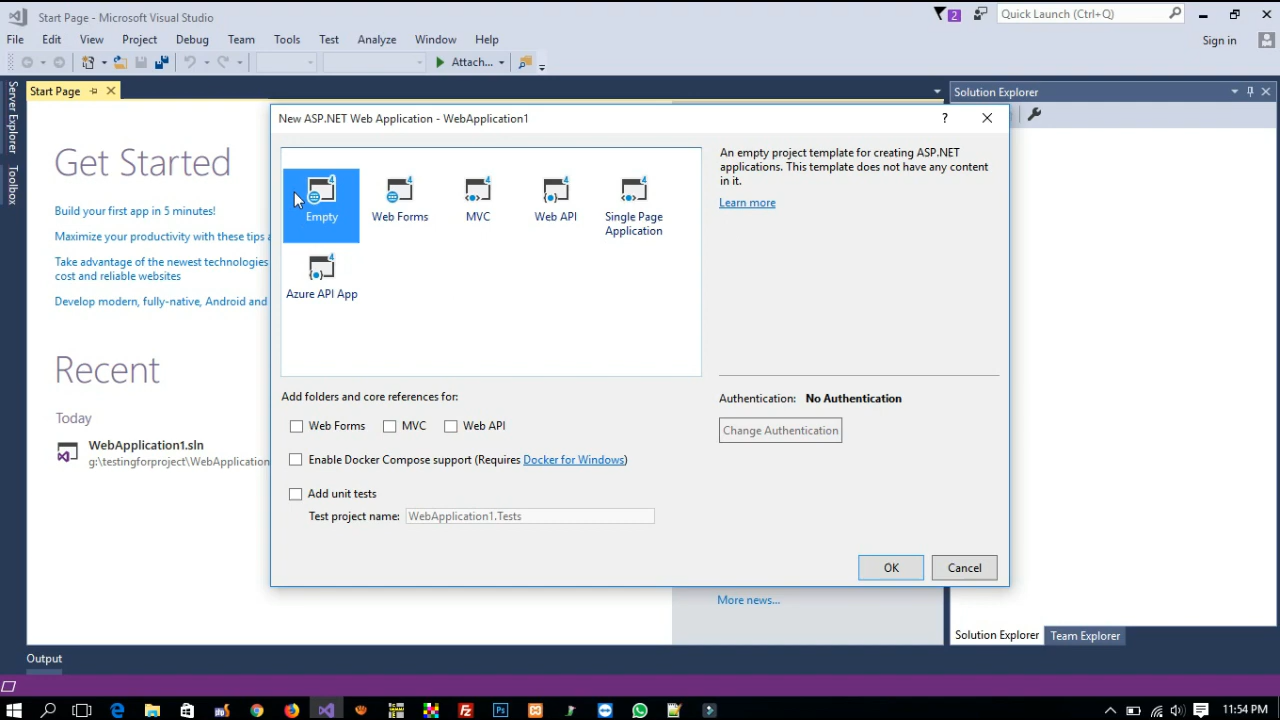 Start Page - Microsoft Visual Studio
2
Quick Launch (Ctrl+Q)
File Edit View Project Debug Team Tools Test Analyze Window Help
Sign in
Attach...
Server Explorer
Toolbox
Start Page
Solution Explorer
Get Started
Build your first app in 5 minutes!
Maximize your productivity with these tips a
Take advantage of the newest technologies
cost and reliable websites
Develop modern, fully-native, Android and
Recent
Today
WebApplication1.sln
g:\testingforproject\WebApplication
New ASP.NET Web Application - WebApplication1
?
4 4 4 4 4
Empty Web Forms MVC Web API Single Page
Application
4
Azure API App
An empty project template for creating ASP.NET
applications. This template does not have any content
in it.
Learn more
Add folders and core references for:
Web Forms MVC Web API
Enable Docker Compose support (Requires Docker for Windows)
Add unit tests
Test project name: WebApplication1.Tests
Authentication: No Authentication
Change Authentication
OK Cancel
More news...
Solution Explorer Team Explorer
Output
11:54 PM